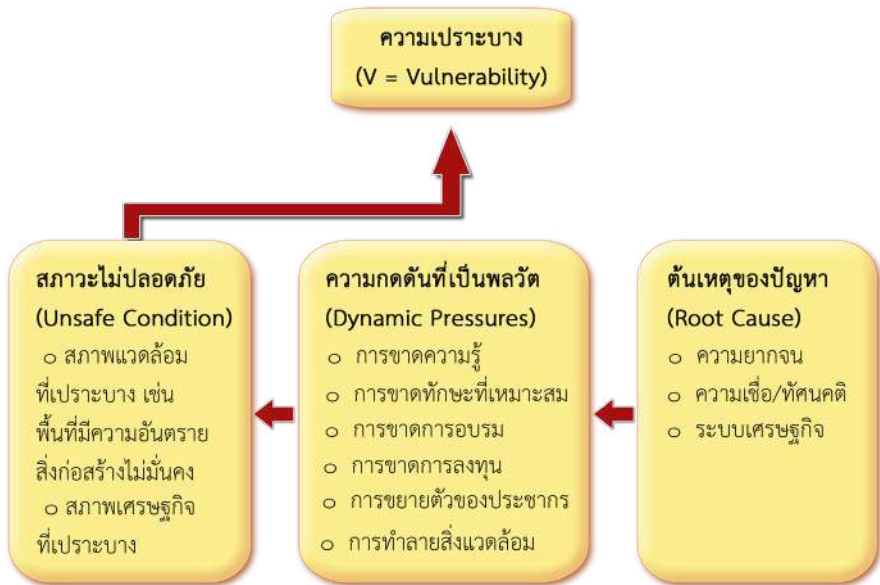 ความเปราะบาง
(V = Vulnerability)
สภาวะไม่ปลอดภัย
(Unsafe Condition)
o สภาพแวดล้อม
ที่เปราะบาง เช่น
พื้นที่มีความอันตราย
สิ่งก่อสร้างไม่มั่นคง
o สภาพเศรษฐกิจ
ที่เปราะบาง
ความกดดันที่เป็นพลวัต
(Dynamic Pressures)
o การขาดความรู้
o การขาดทักษะที่เหมาะสม
o การขาดการอบรม
o การขาดการลงทุน
o การขยายตัวของประชากร
o การทำลายสิ่งแวดล้อม
ต้นเหตุของปัญหา
(Root Cause)
o ความยากจน
o ความเชื่อ/ทัศนคติ
o ระบบเศรษฐกิจ